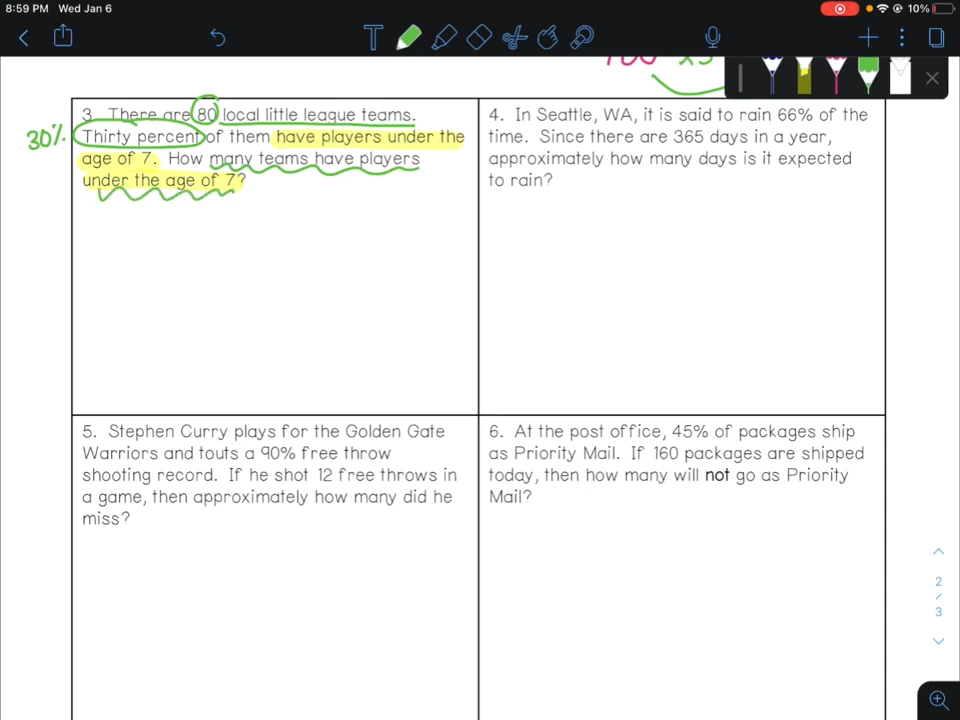 8:59 PM Wed Jan 6
10%
T
3. There are 80 local little league teams.
30% Thirty percent of them have players under the
age of 7. How many teams have players
under the age of 7?
4. In Seattle, WA, it is said to rain 66% of the
time. Since there are 365 days in a year,
approximately how many days is it expected
to rain?
5. Stephen Curry plays for the Golden Gate
Warriors and touts a 90% free throw
shooting record. If he shot 12 free throws in
a game, then approximately how many did he
miss?
6. At the post office, 45% of packages ship
as Priority Mail. If 160 packages are shipped
today, then how many will not go as Priority
Mail?
2
/
3